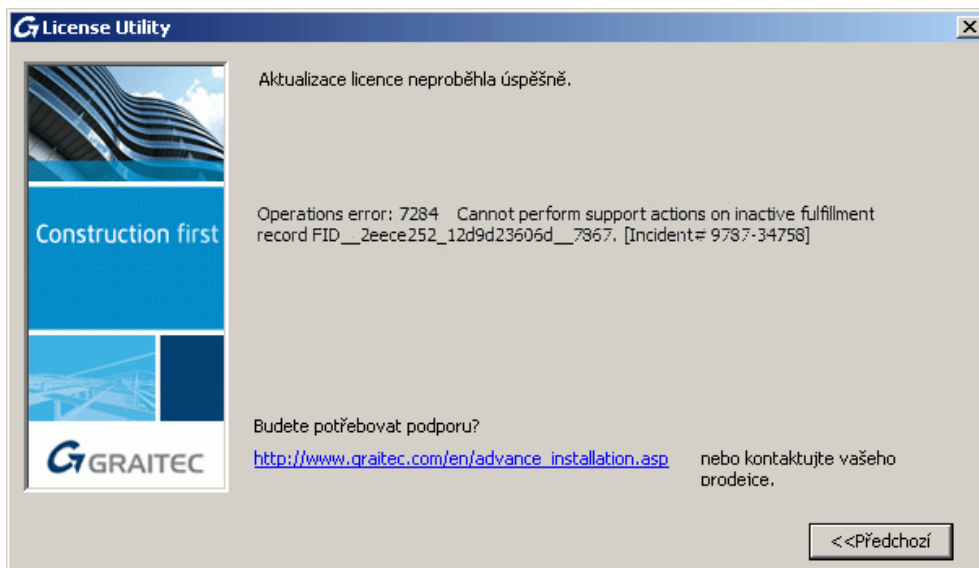 License Utility
Aktualizace licence neproběhla úspěšně.
Operations error: 7284 Cannot perform support actions on inactive fulfillment
record FID__2eece252_12d9d23606d__7867. [Incident# 9787-34758]
Construction first
Budete potřebovat podporu?
http://www.graitec.com/en/advance_installation.asp nebo kontaktujte vašeho
prodejce.
GRAITEC
<<Předchozí